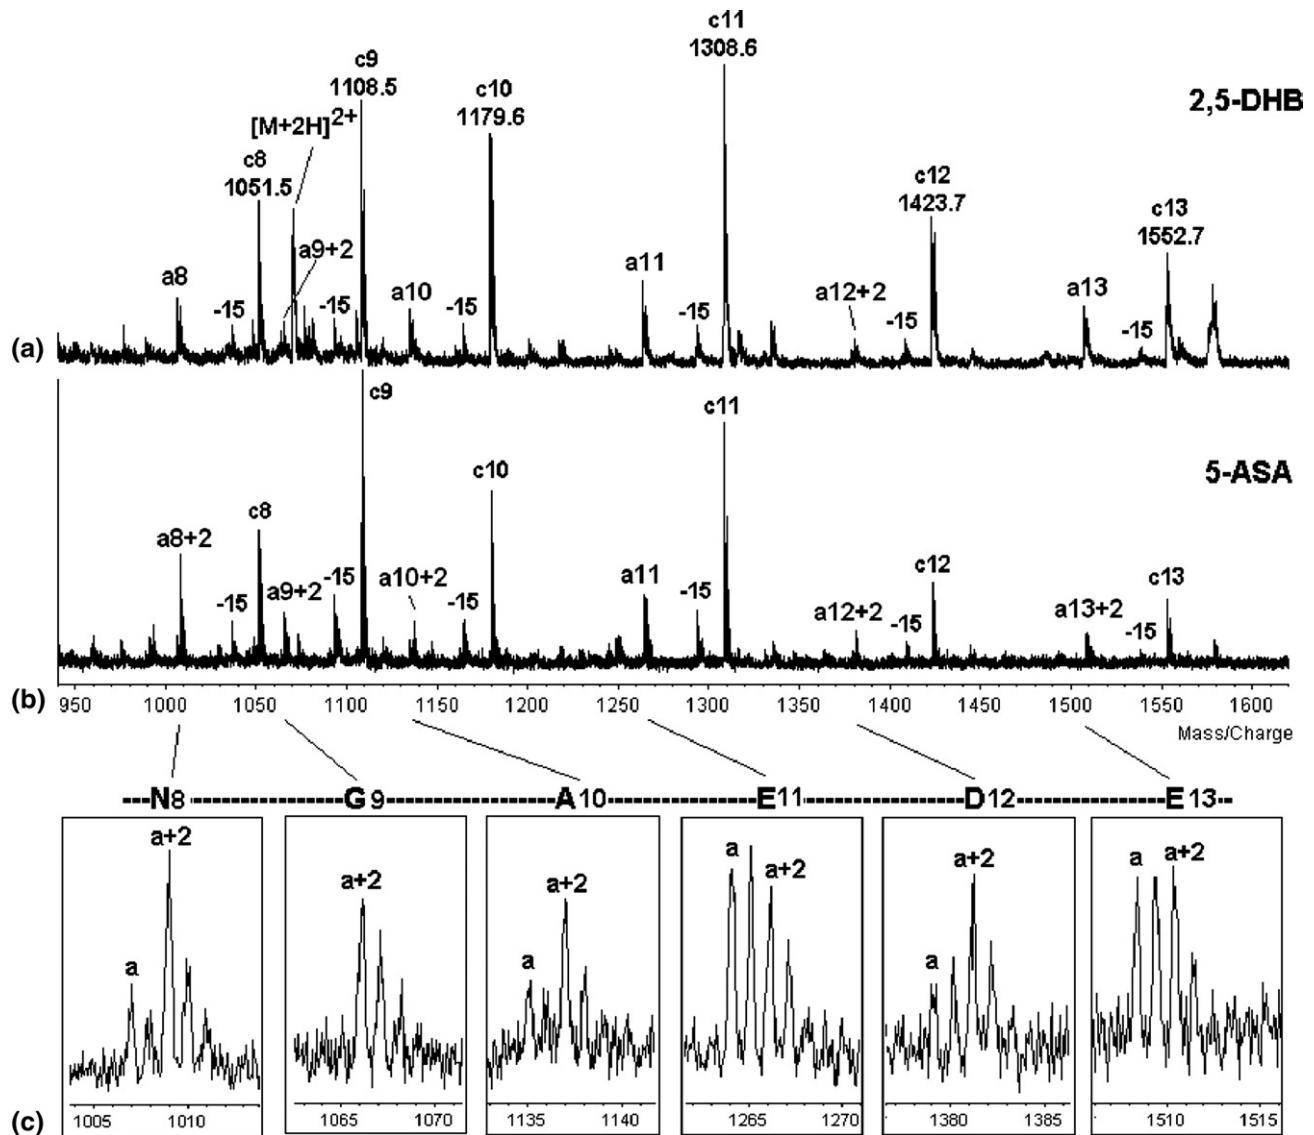 c11
1308.6
c9
1108.5
c10
1179.6
2,5-DHB
[M+2H]2+
c8
1051.5
c12
1423.7
c13
1552.7
a9+2
a8
-15
-15
a10
-15
a11
-15
a12+2
-15
a13
-15
(a)
c9
c11
c10
5-ASA
c8
a8+2
-15
a9+2
-15
a10+2
-15
a11
-15
c12
a12+2
-15
c13
a13+2
-15
(b)
950 1000 1050 1100 1150 1200 1250 1300 1350 1400 1450 1500 1550 1600
Mass/Charge
N8 G9 A10 E11 D12 E13
a+2
a
a+2
a+2
a
a
a+2
a+2
a
a
a+2
1005 1010
1065 1070
1135 1140
1265 1270
1380 1385
1510 1515
(c)